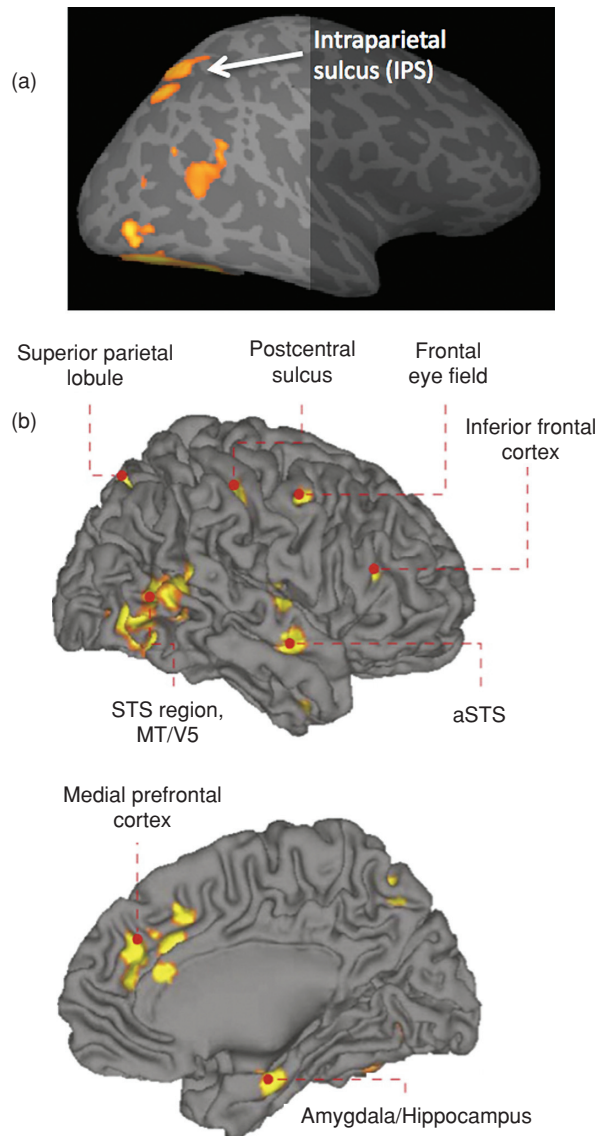 (a)
Intraparietal
sulcus (IPS)
(b)
Superior parietal
lobule
Postcentral
sulcus
Frontal
eye field
Inferior frontal
cortex
STS region,
MT/V5
aSTS
Medial prefrontal
cortex
Amygdala/Hippocampus